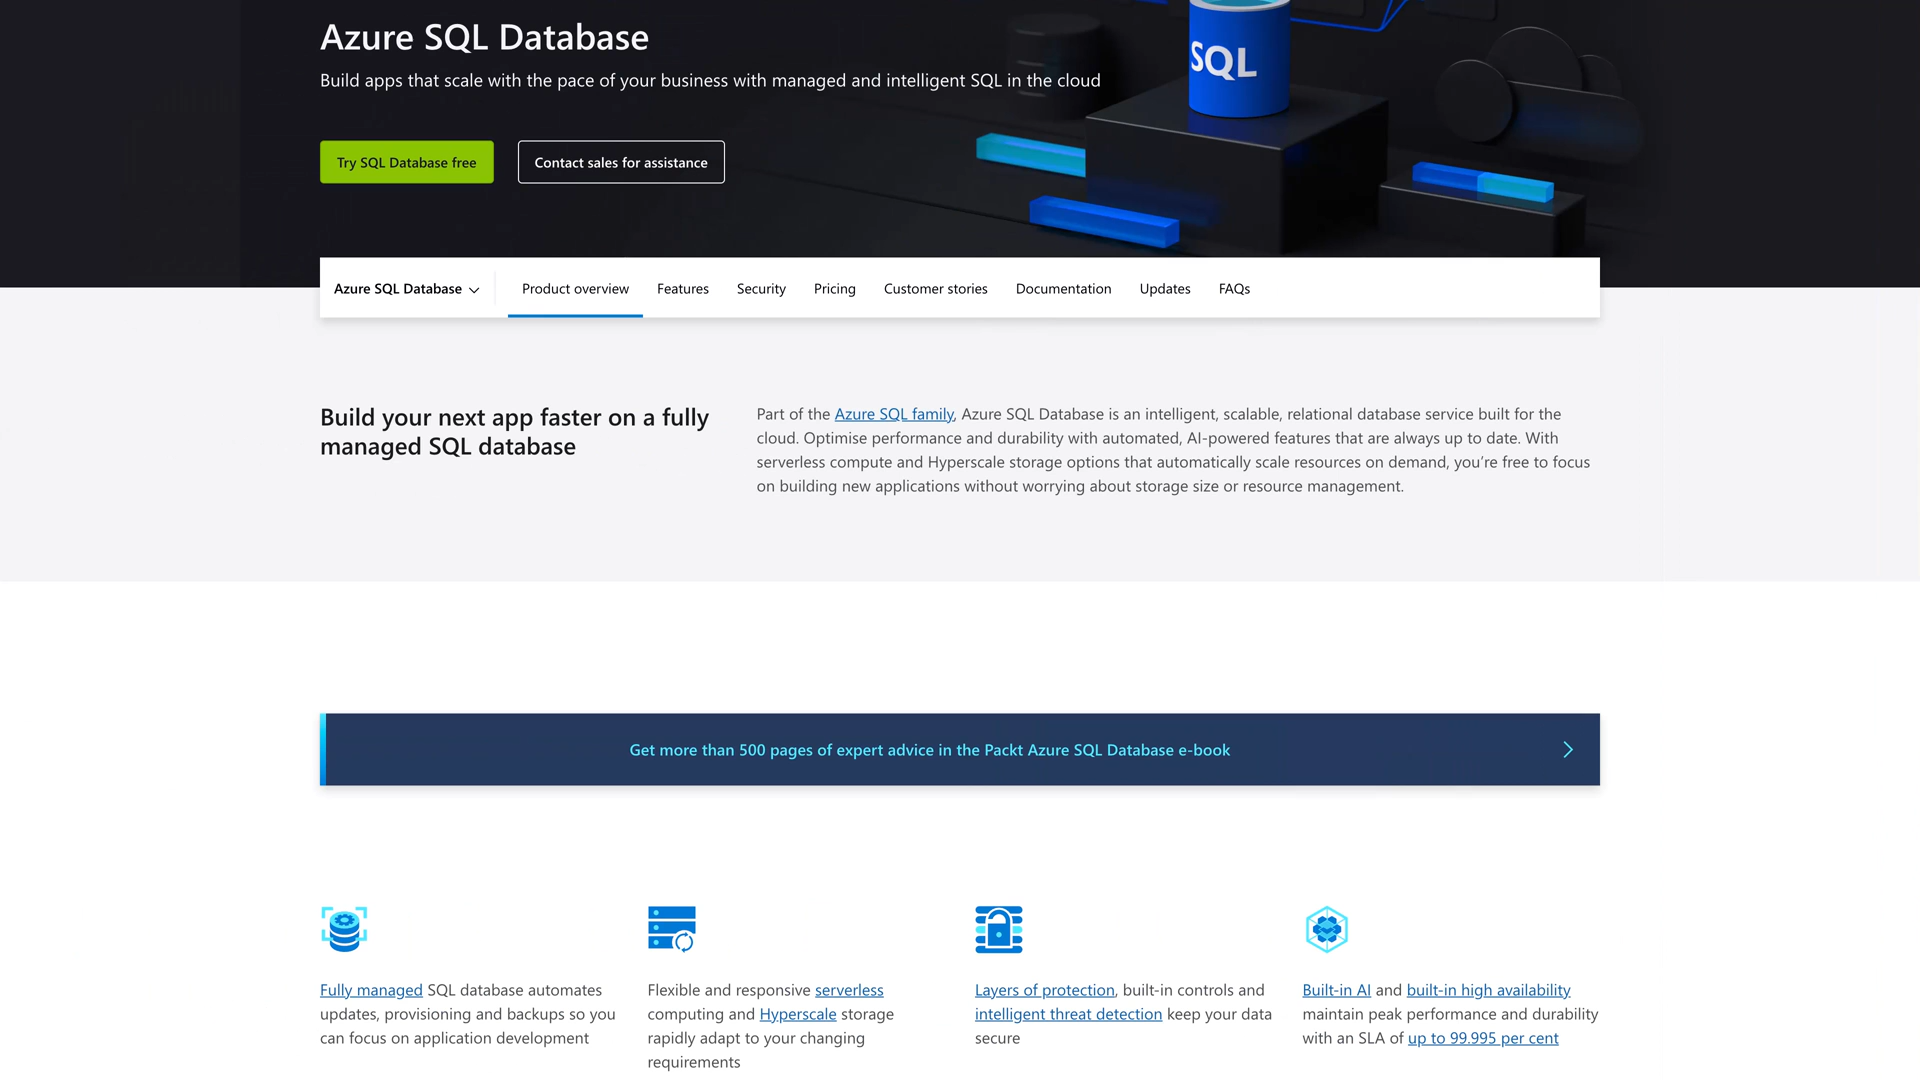 Azure SQL Database
Build apps that scale with the pace of your business with managed and intelligent SQL in the cloud
SQL
Try SQL Database free
Contact sales for assistance
Azure SQL Database
Product overview
Features
Security
Pricing
Customer stories
Documentation
Updates
FAQs
Build your next app faster on a fully
managed SQL database
Part of the Azure SQL family, Azure SQL Database is an intelligent, scalable, relational database service built for the
cloud. Optimise performance and durability with automated, AI-powered features that are always up to date. With
serverless compute and Hyperscale storage options that automatically scale resources on demand, you’re free to focus
on building new applications without worrying about storage size or resource management.
Get more than 500 pages of expert advice in the Packt Azure SQL Database e-book
Fully managed SQL database automates
updates, provisioning and backups so you
can focus on application development
Flexible and responsive serverless
computing and Hyperscale storage
rapidly adapt to your changing
requirements
Layers of protection, built-in controls and
intelligent threat detection keep your data
secure
Built-in AI and built-in high availability
maintain peak performance and durability
with an SLA of up to 99.995 per cent